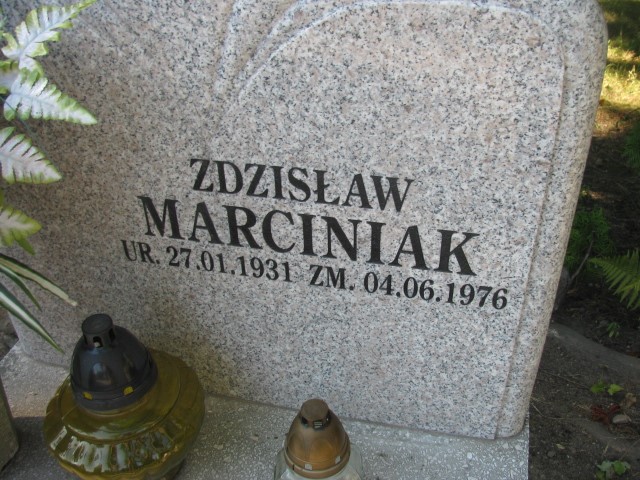 ZDZISŁAW
MARCINIAK
UR. 27.01.1931 ZM. 04.06.1976